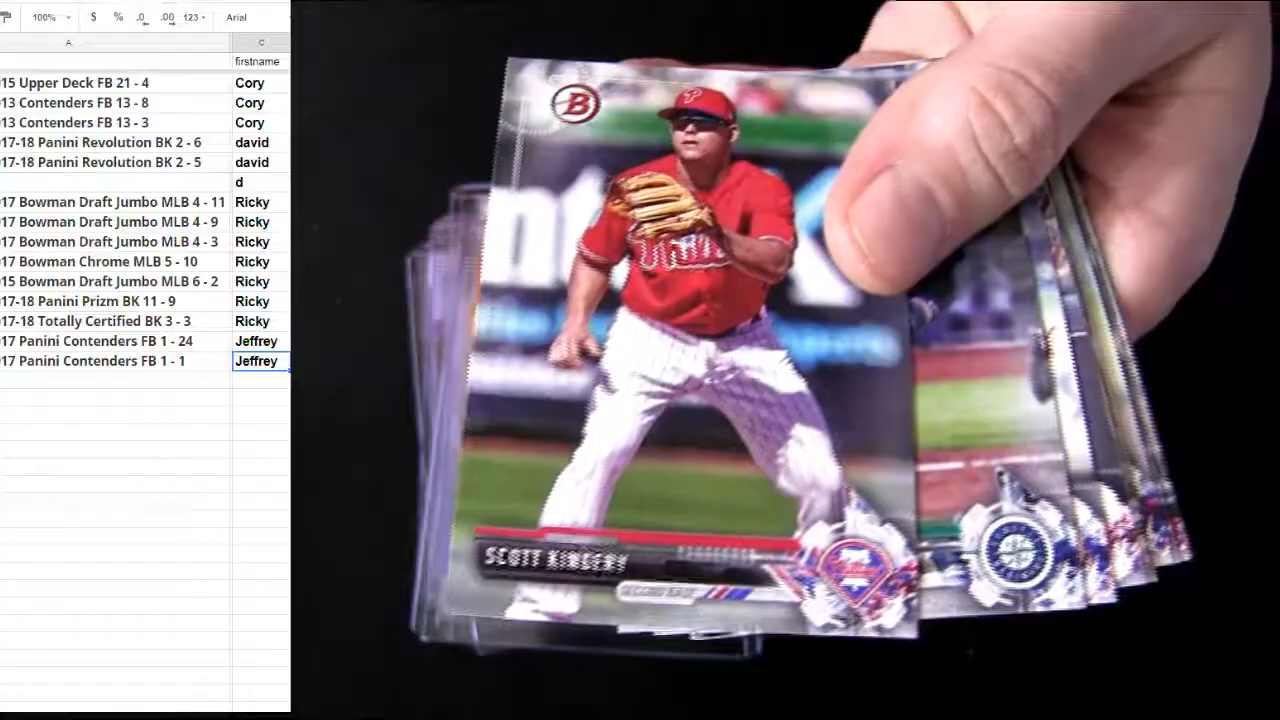 100%
$
%
.0
.00
123
Arial
A
C
firstname
15 Upper Deck FB 21 - 4
Cory
13 Contenders FB 13 - 8
Cory
13 Contenders FB 13 - 3
Cory
17-18 Panini Revolution BK 2 - 6
david
17-18 Panini Revolution BK 2 - 5
david
d
17 Bowman Draft Jumbo MLB 4 - 11
Ricky
17 Bowman Draft Jumbo MLB 4 - 9
Ricky
17 Bowman Draft Jumbo MLB 4 - 3
Ricky
17 Bowman Chrome MLB 5 - 10
Ricky
15 Bowman Draft Jumbo MLB 6 - 2
Ricky
17-18 Panini Prizm BK 11 - 9
Ricky
17-18 Totally Certified BK 3 - 3
Ricky
17 Panini Contenders FB 1 - 24
Jeffrey
17 Panini Contenders FB 1 - 1
Jeffrey
B
P
SCOTT KINGERY
SECOND BASE